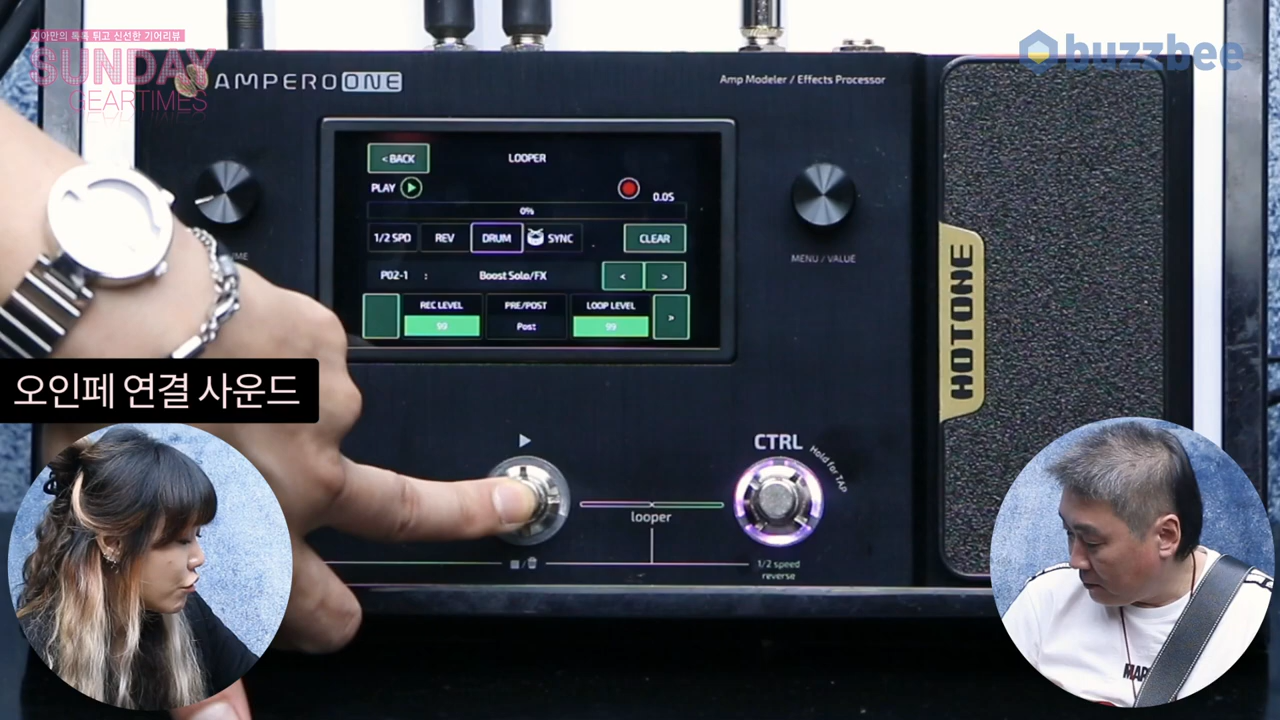 지아만의 톡톡 튀고 신선한 기어리뷰
SUNDAY
GEARTIMES
buzzbee
AMPERO ONE
Amp Modeler / Effects Processor
< BACK
LOOPER
PLAY
0.0S
0%
1/2 SPD
REV
DRUM
SYNC
CLEAR
P02-1 : Boost Solo/FX
< >
REC LEVEL
PRE/POST
LOOP LEVEL
>
99
Post
99
MENU / VALUE
HOTONE
오인페 연결 사운드
CTRL
Hold for TAP
looper
1/2 speed
reverse